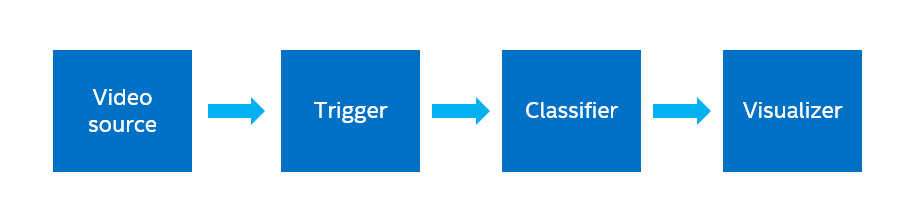 Video
source
Trigger
Classifier
Visualizer